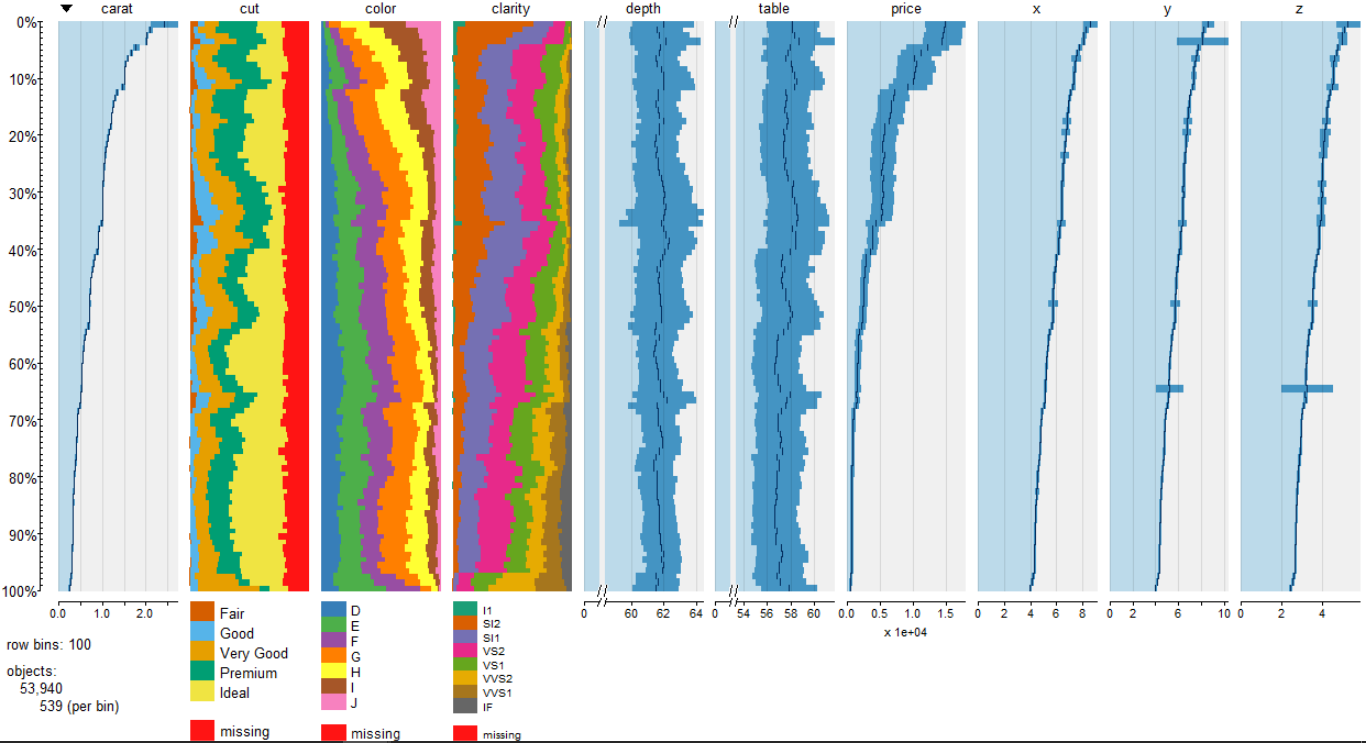 carat cut color clarity depth table price x y z
0%
10%
20%
30%
40%
50%
60%
70%
80%
90%
100%
0.0 1.0 2.0
0 60 62 64
0 54 56 58 60
0.0 0.5 1.0 1.5
x 1e+04
0 2 4 6 8
0 2 6 10
0 2 4
row bins: 100
objects:
53,940
539 (per bin)
Fair
Good
Very Good
Premium
Ideal
missing
D
E
F
G
H
I
J
missing
I1
SI2
SI1
VS2
VS1
VVS2
VVS1
IF
missing